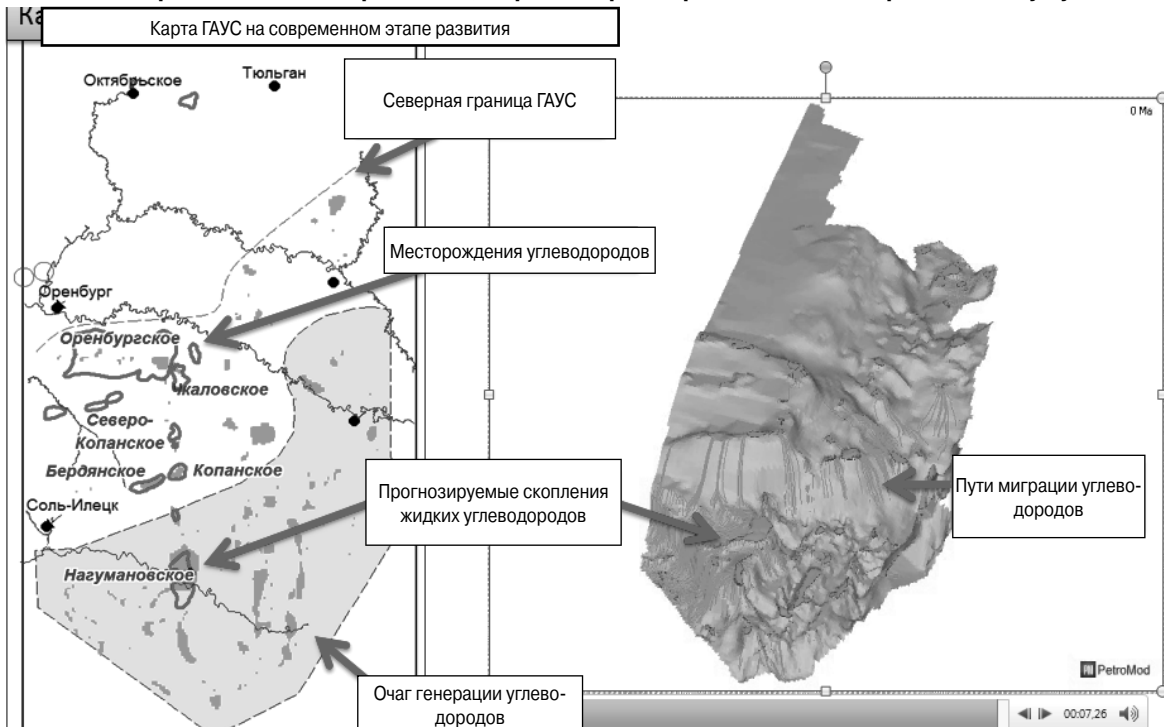 Ка
Карта ГАУС на современном этапе развития
Октябрьское
Тюльган
Северная граница ГАУС
0 Ma
Месторождения углеводородов
Оренбург
Оренбургское
Чкаловское
Северо-
Копанское
Бердянское
Копанское
Соль-Илецк
Прогнозируемые скопления
жидких углеводородов
Пути миграции углево-
дородов
Нагумановское
Очаг генерации углево-
дородов
PetroMod
00:07,26